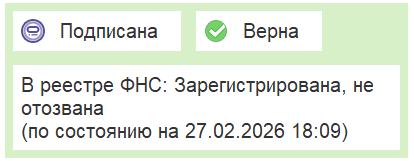 Подписана
Верна
В реестре ФНС: Зарегистрирована, не
отозвана
(по состоянию на 27.02.2026 18:09)